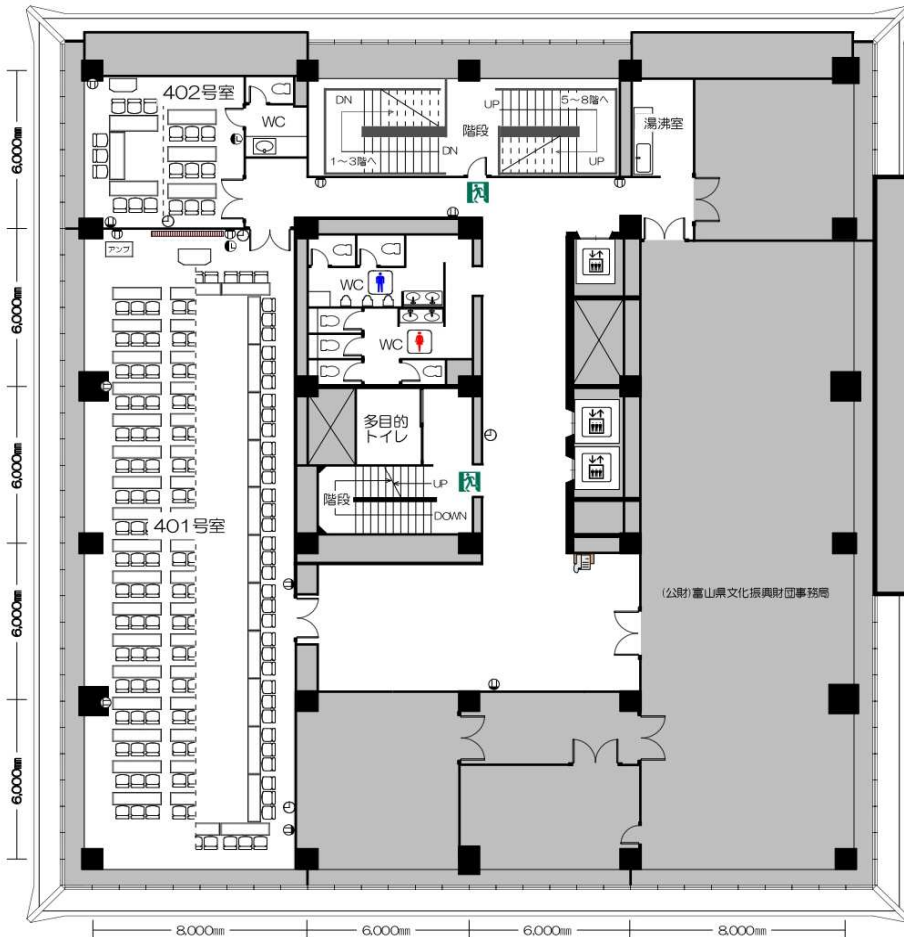 402号室
WC
DN
1〜3階へ
UP
階段
DN
5〜8階へ
UP
湯沸室
アンプ
WC
WC
多目的
トイレ
階段
UP
DOWN
401号室
(公財)富山県文化振興財団事務局
6,000mm
6,000mm
6,000mm
6,000mm
6,000mm
8,000mm
6,000mm
6,000mm
8,000mm